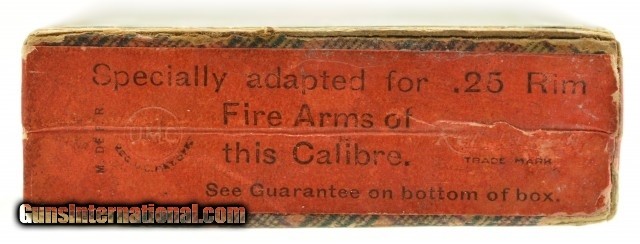 Specially adapted for .25 Rim
Fire Arms of
this Calibre.
TRADE MARK
See Guarantee on bottom of box.
GunsInternational.com